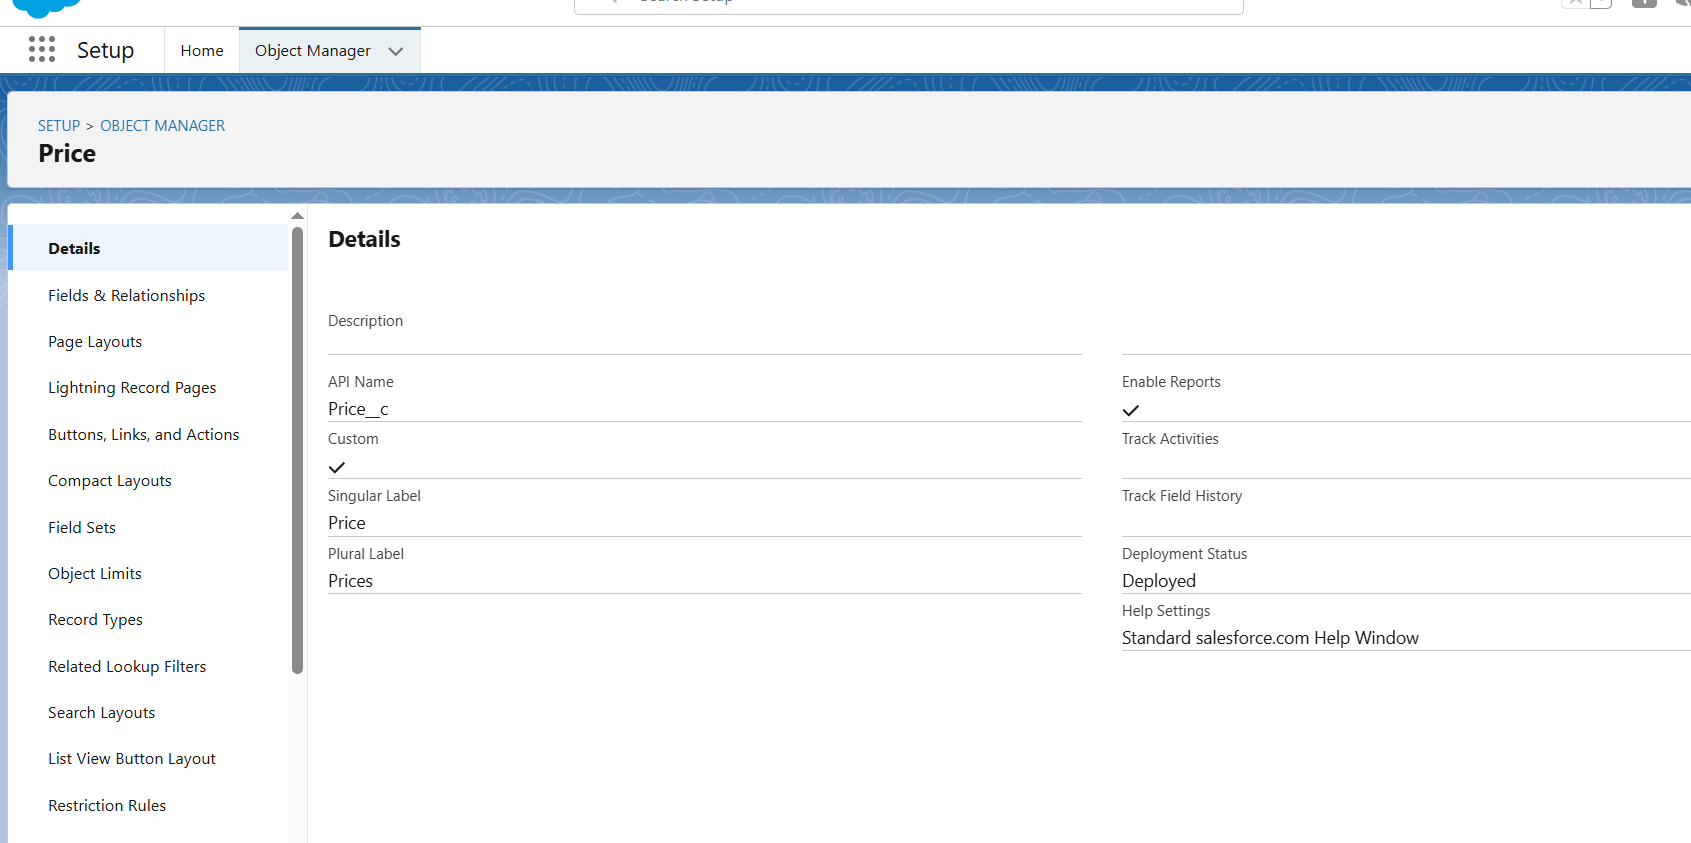 Setup
Home
Object Manager
SETUP > OBJECT MANAGER
Price
Details
Fields & Relationships
Page Layouts
Lightning Record Pages
Buttons, Links, and Actions
Compact Layouts
Field Sets
Object Limits
Record Types
Related Lookup Filters
Search Layouts
List View Button Layout
Restriction Rules
Details
Description
API Name
Price__c
Custom
Singular Label
Price
Plural Label
Prices
Enable Reports
Track Activities
Track Field History
Deployment Status
Deployed
Help Settings
Standard salesforce.com Help Window